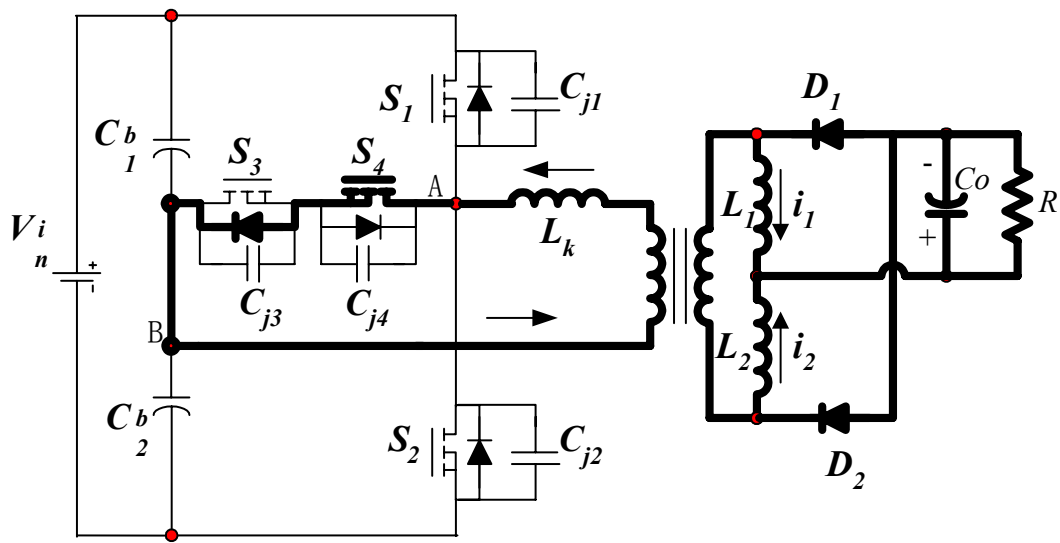 S1
Cj1
D1
Cb1
S3
S4
A
Lk
L1
i1
-
Co
+
R
Vin
+
-
Cj3
Cj4
B
L2
i2
Cb2
S2
Cj2
D2